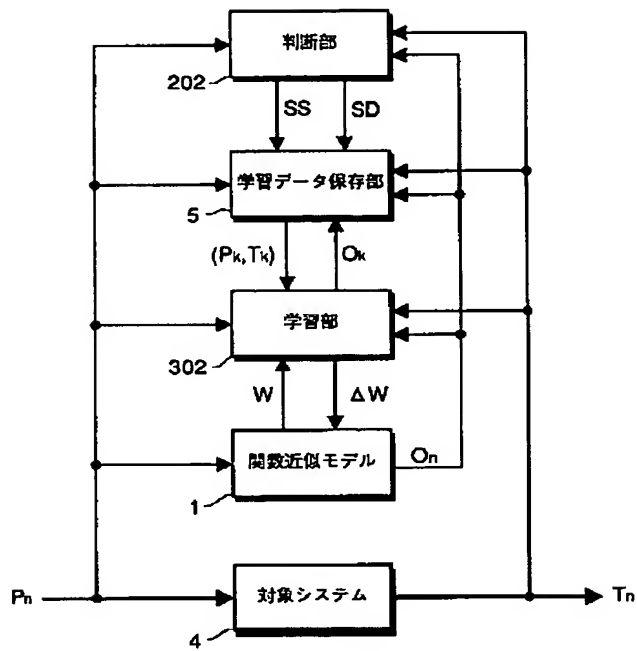 判断部
202
SS
SD
学習データ保存部
5
(Pk,Tk)
Ok
学習部
302
W
ΔW
関数近似モデル
On
1
Pn
対象システム
Tn
4